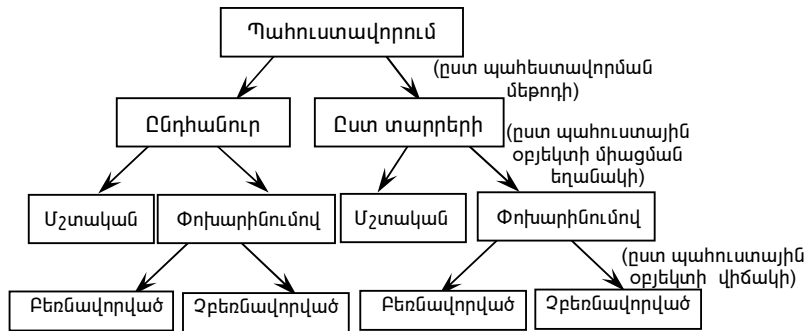 Պահուստավորում
(ըստ պահեստավորման
մեթոդի)
Ընդհանուր
Ըստ տարրերի
(ըստ պահուստային
օբյեկտի միացման
եղանակի)
Մշտական
Փոխարինումով
Մշտական
Փոխարինումով
(ըստ պահուստային
օբյեկտի վիճակի)
Բեռնավորված
Չբեռնավորված
Բեռնավորված
Չբեռնավորված